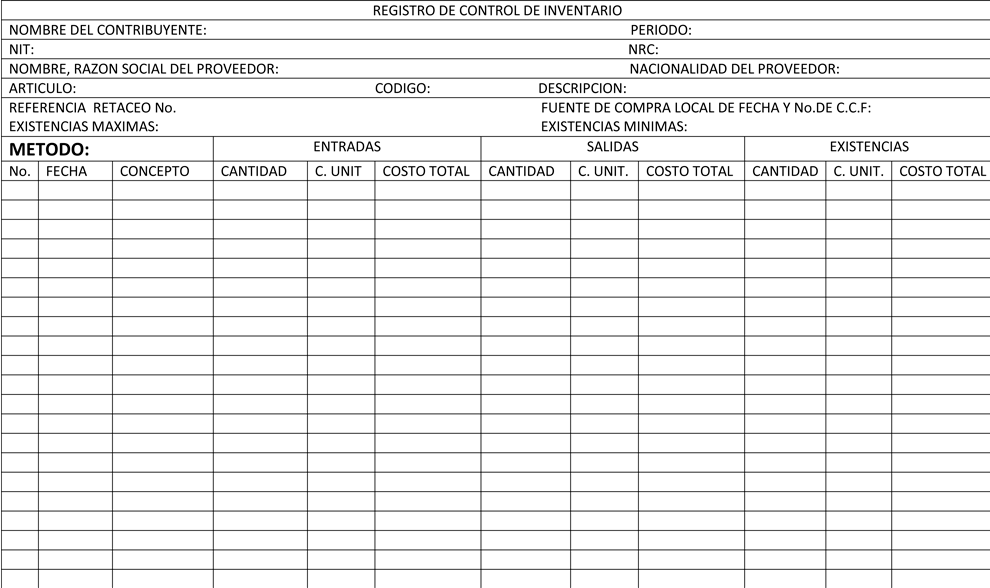 REGISTRO DE CONTROL DE INVENTARIO
NOMBRE DEL CONTRIBUYENTE: PERIODO:
NIT: NRC:
NOMBRE, RAZON SOCIAL DEL PROVEEDOR: NACIONALIDAD DEL PROVEEDOR:
ARTICULO: CODIGO: DESCRIPCION:
REFERENCIA RETACEO No. FUENTE DE COMPRA LOCAL DE FECHA Y No.DE C.C.F:
EXISTENCIAS MAXIMAS: EXISTENCIAS MINIMAS:
METODO: ENTRADAS SALIDAS EXISTENCIAS
No. FECHA CONCEPTO CANTIDAD C. UNIT COSTO TOTAL CANTIDAD C. UNIT. COSTO TOTAL CANTIDAD C. UNIT. COSTO TOTAL